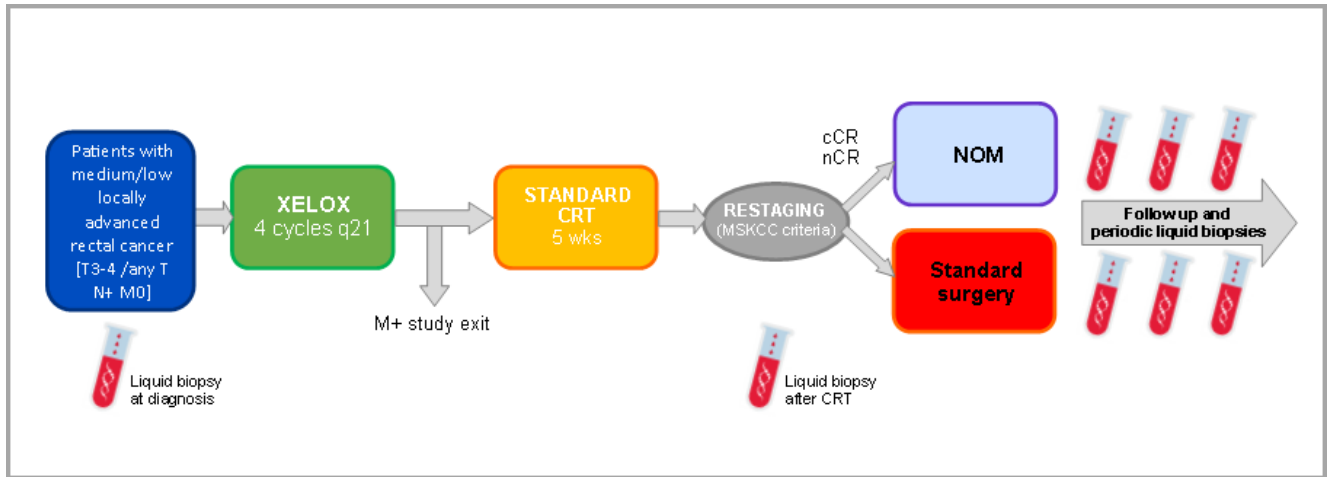 Patients with
medium/low
locally
advanced
rectal cancer
[T3-4 /any T
N+ M0]
Liquid biopsy
at diagnosis
XELOX
4 cycles q21
M+ study exit
STANDARD
CRT
5 wks
RESTAGING
(MSKCC criteria)
Liquid biopsy
after CRT
cCR
nCR
NOM
Standard
surgery
Follow up and
periodic liquid biopsies